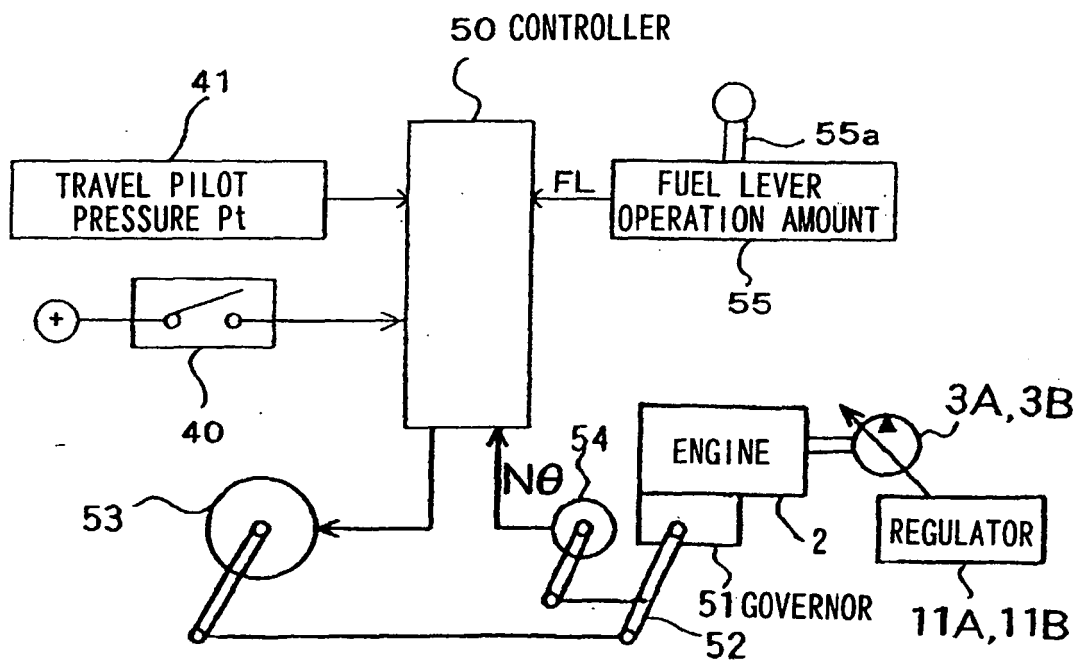 50 CONTROLLER
41
55a
TRAVEL PILOT
PRESSURE Pt
FL
FUEL LEVER
OPERATION AMOUNT
55
+
40
3A, 3B
54
ENGINE
Nθ
53
2
REGULATOR
51 GOVERNOR
52
11A, 11B